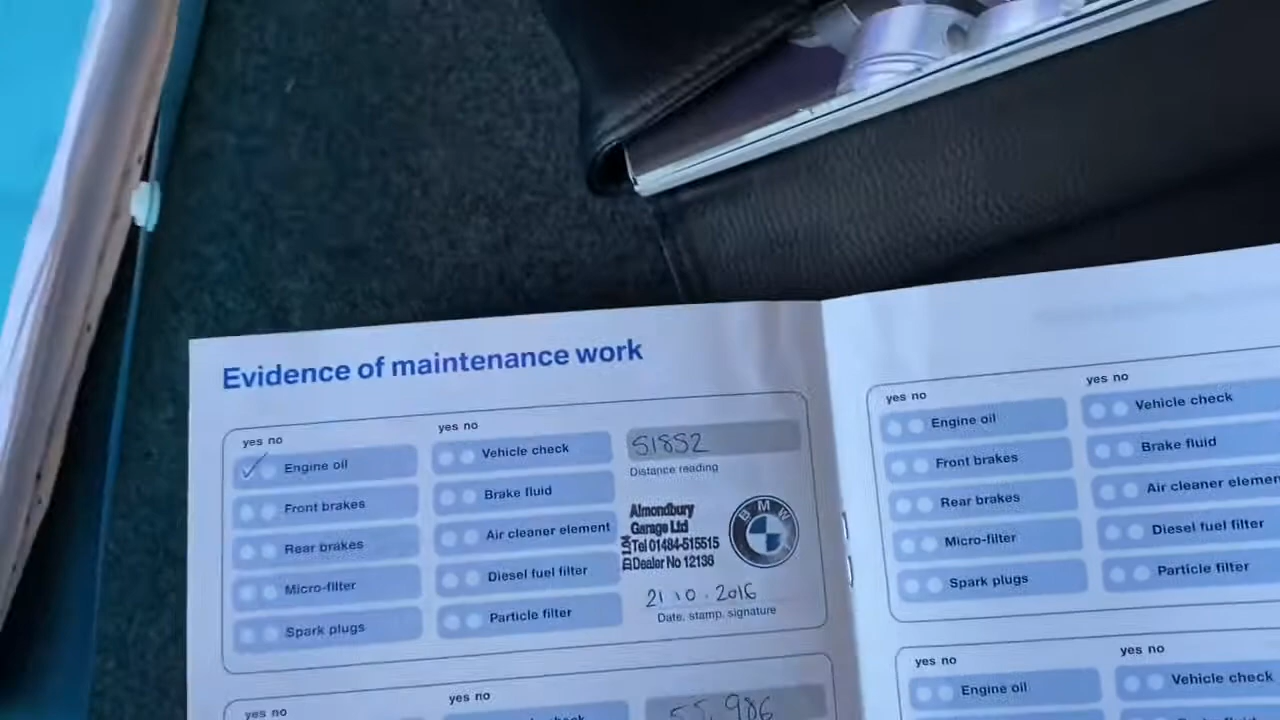 Evidence of maintenance work
yes no
yes no
Engine oil
Vehicle check
51852
Distance reading
Front brakes
Brake fluid
Rear brakes
Air cleaner element
Micro-filter
Diesel fuel filter
Spark plugs
Particle filter
Almondbury
Garage Ltd
Tel 01484-515515
Dealer No 12136
BMW
21 10 . 2016
Date, stamp, signature
yes no
yes no
55,986
yes no
yes no
Engine oil
Vehicle check
Front brakes
Brake fluid
Rear brakes
Air cleaner elemen
Micro-filter
Diesel fuel filter
Spark plugs
Particle filter
yes no
yes no
Engine oil
Vehicle check